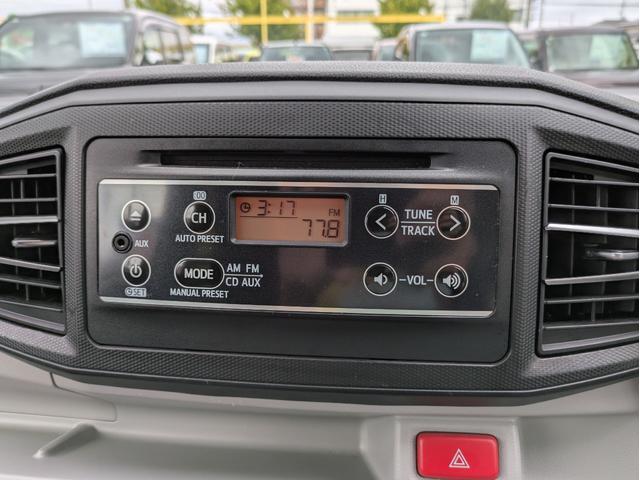 :00
H
M
3:17
FM
77.8
CH
TUNE
TRACK
AUX
AUTO PRESET
MODE
AM FM
CD AUX
VOL
SET
MANUAL PRESET